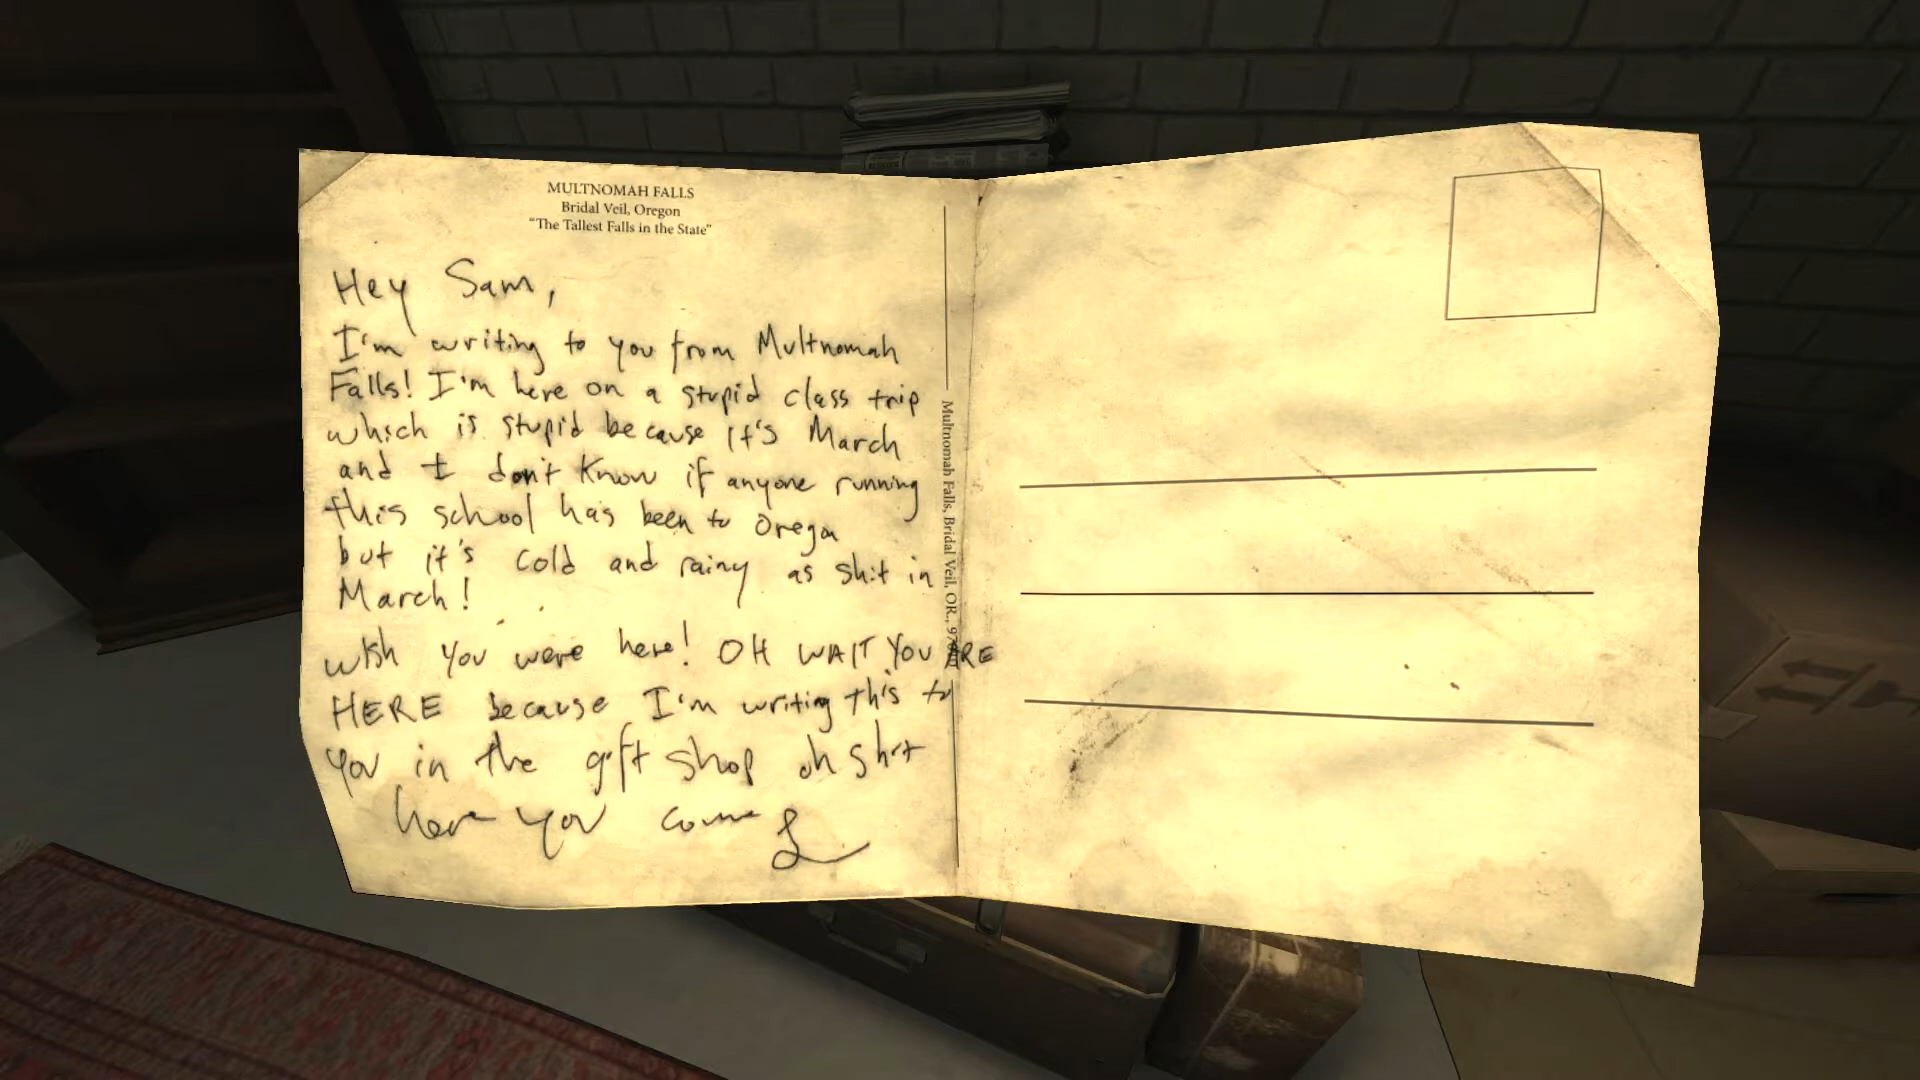 MULTNOMAH FALLS
Bridal Veil, Oregon
"The Tallest Falls in the State"
Hey Sam,
I'm writing to you from Multnomah
Falls! I'm here on a stupid class trip
which is stupid because it's March
and I don't know if anyone running
this school has been to Oregon
but it's cold and rainy as shit in
March!
wish you were here! OH WAIT YOU ARE
HERE because I'm writing this to
you in the gift shop oh shit
here you come
L
Multnomah Falls, Bridal Veil, OR.,